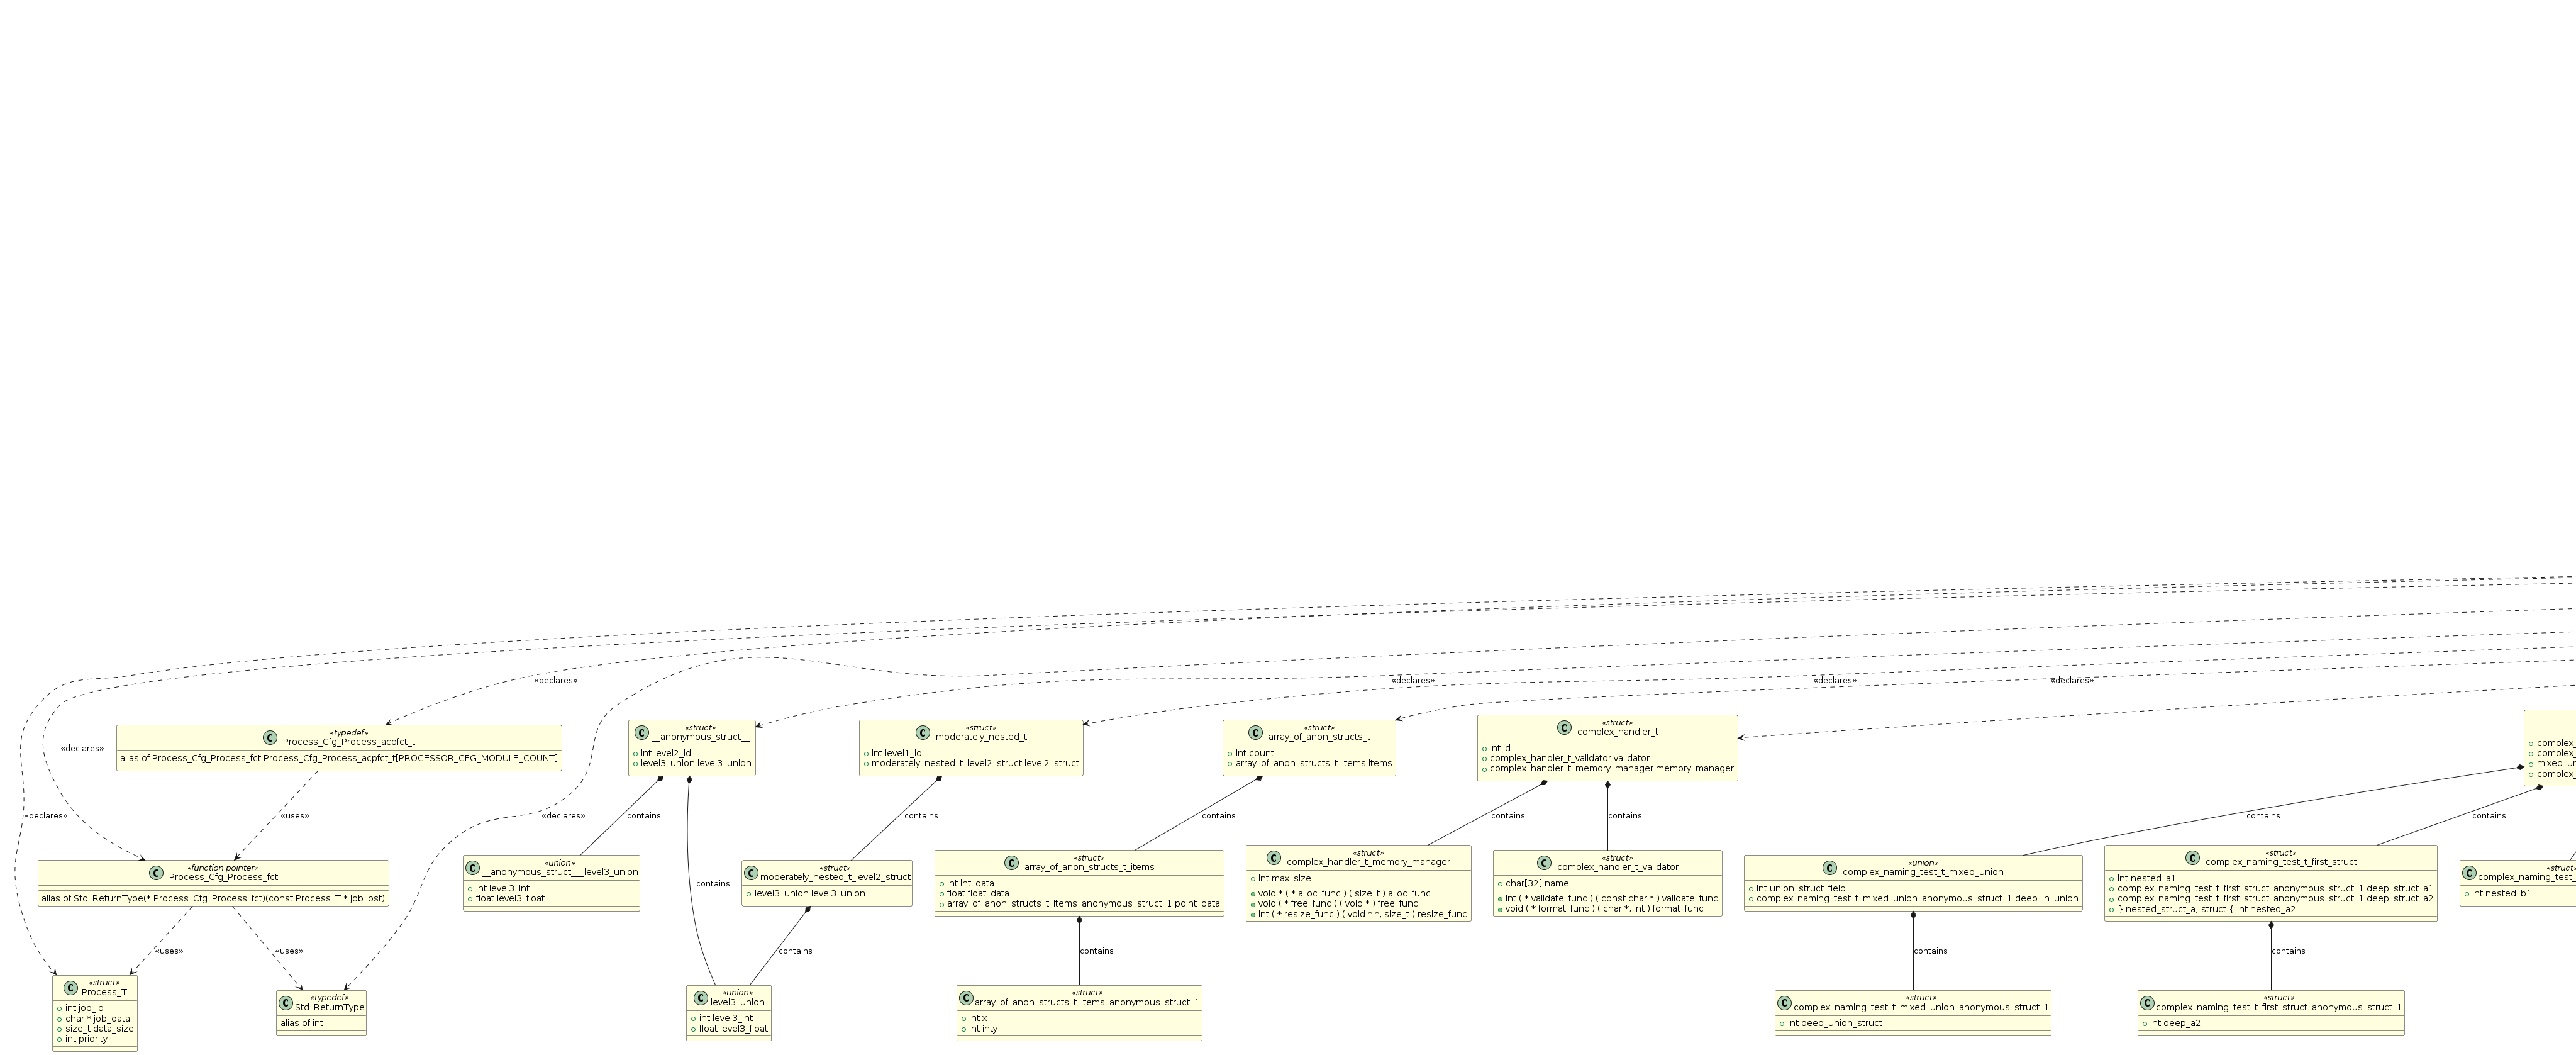 «declares»
«declares»
«declares»
«declares»
«declares»
«declares»
«declares»
«typedef»
Process_Cfg_Process_acpfct_t
alias of Process_Cfg_Process_fct Process_Cfg_Process_acpfct_t[PROCESSOR_CFG_MODULE_COUNT]
«struct»
__anonymous_struct__
int level2_id
level3_union level3_union
«struct»
moderately_nested_t
int level1_id
moderately_nested_t_level2_struct level2_struct
«struct»
array_of_anon_structs_t
int count
array_of_anon_structs_t_items items
«struct»
complex_handler_t
int id
complex_handler_t_validator validator
complex_handler_t_memory_manager memory_manager
complex_
complex_
mixed_un
complex_
«uses»
contains
contains
contains
contains
contains
contains
contains
contains
«function pointer»
Process_Cfg_Process_fct
alias of Std_ReturnType(* Process_Cfg_Process_fct)(const Process_T * job_pst)
«union»
__anonymous_struct___level3_union
int level3_int
float level3_float
«struct»
moderately_nested_t_level2_struct
level3_union level3_union
«struct»
array_of_anon_structs_t_items
int int_data
float float_data
array_of_anon_structs_t_items_anonymous_struct_1 point_data
«struct»
complex_handler_t_memory_manager
int max_size
void * ( * alloc_func ) ( size_t ) alloc_func
void ( * free_func ) ( void * ) free_func
int ( * resize_func ) ( void * *, size_t ) resize_func
«struct»
complex_handler_t_validator
char[32] name
int ( * validate_func ) ( const char * ) validate_func
void ( * format_func ) ( char *, int ) format_func
«union»
complex_naming_test_t_mixed_union
int union_struct_field
complex_naming_test_t_mixed_union_anonymous_struct_1 deep_in_union
«struct»
complex_naming_test_t_first_struct
int nested_a1
complex_naming_test_t_first_struct_anonymous_struct_1 deep_struct_a1
complex_naming_test_t_first_struct_anonymous_struct_1 deep_struct_a2
} nested_struct_a; struct { int nested_a2
«struct»
complex_naming_test_
int nested_b1
«uses»
«uses»
contains
contains
contains
contains
«struct»
Process_T
int job_id
char * job_data
size_t data_size
int priority
«typedef»
Std_ReturnType
alias of int
«union»
level3_union
int level3_int
float level3_float
«struct»
array_of_anon_structs_t_items_anonymous_struct_1
int x
int inty
«struct»
complex_naming_test_t_mixed_union_anonymous_struct_1
int deep_union_struct
«struct»
complex_naming_test_t_first_struct_anonymous_struct_1
int deep_a2